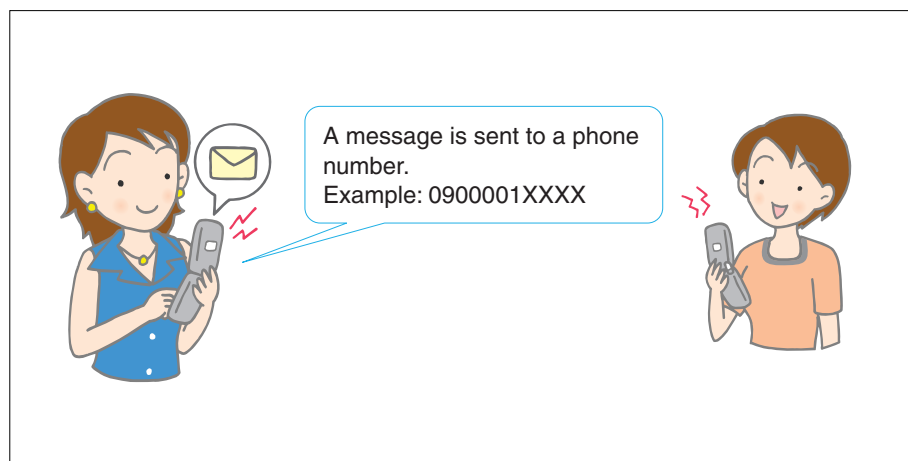 A message is sent to a phone
number.
Example: 0900001XXXX